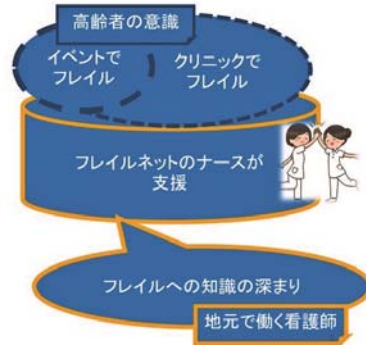 高齢者の意識
イベントで
フレイル
クリニックで
フレイル
フレイルネットのナースが
支援
フレイルへの知識の深まり
地元で働く看護師